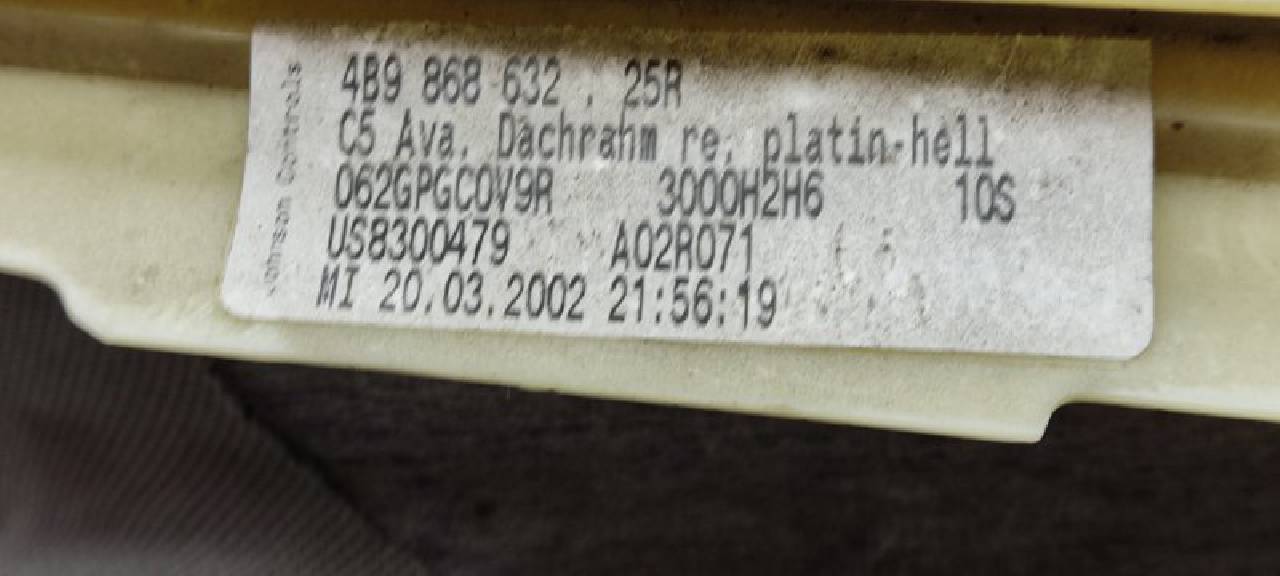 Johnson Controls
4B9 868 632 . 25R
C5 Ava. Dachrahm re. platin-hell
062GPGC0V9R 3000H2H6 10S
US8300479 A02R071
MI 20.03.2002 21:56:19